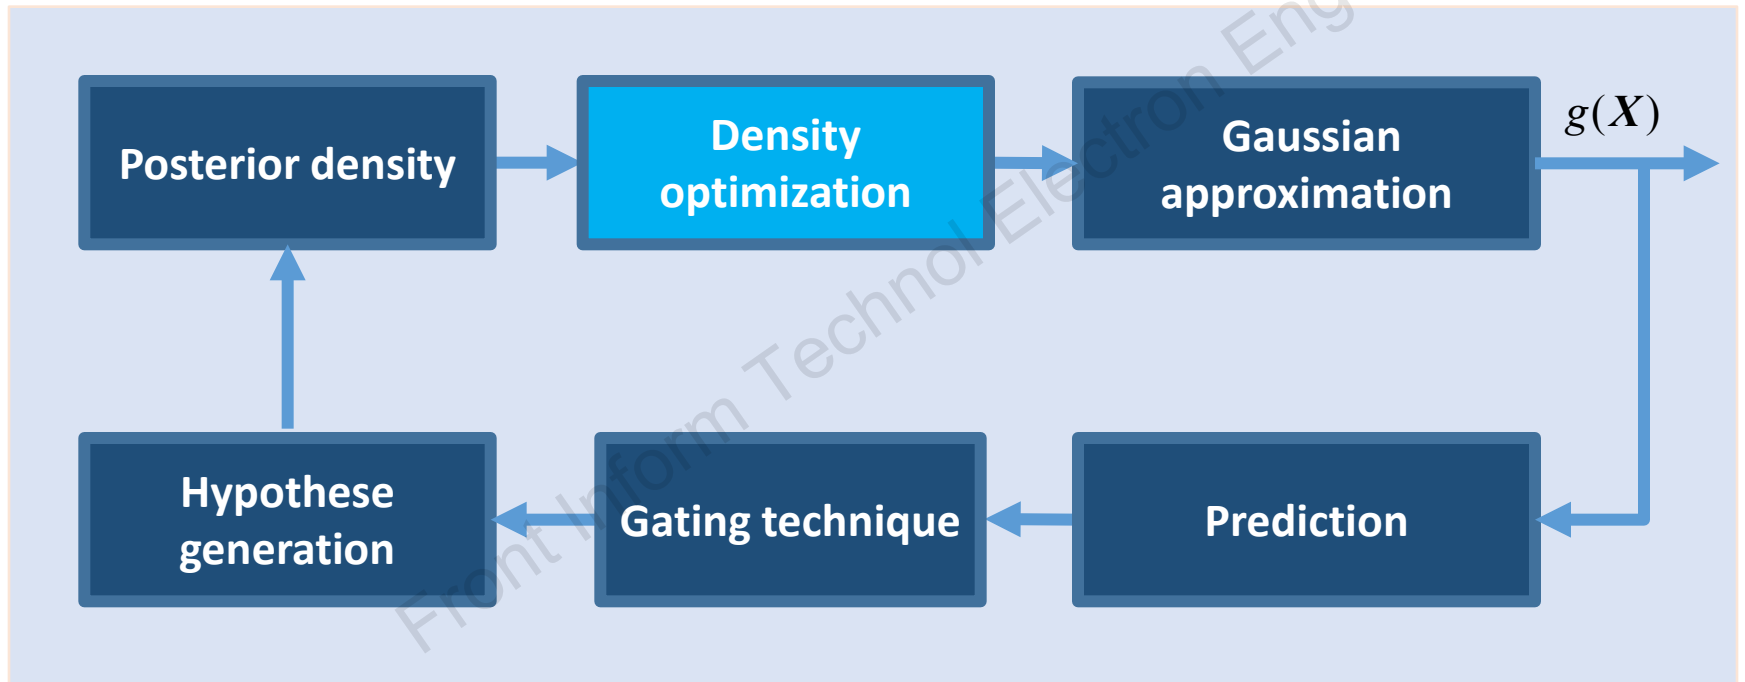 Posterior density
Density
optimization
Gaussian
approximation
g(X)
Hypothese
generation
Gating technique
Prediction
Front Inform Technol Electron Eng